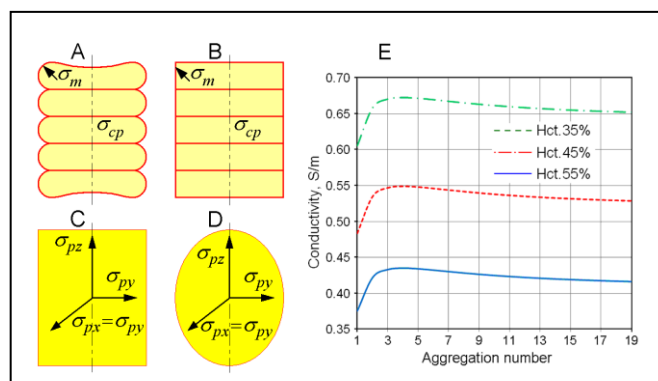 A
B
E
σm
σcp
σm
σcp
C
D
σpz
σpy
σpx=σpy
σpz
σpy
σpx=σpy
Conductivity, S/m
0.70
0.65
0.60
0.55
0.50
0.45
0.40
0.35
Hct.35%
Hct.45%
Hct.55%
1 3 5 7 9 11 13 15 17 19
Aggregation number